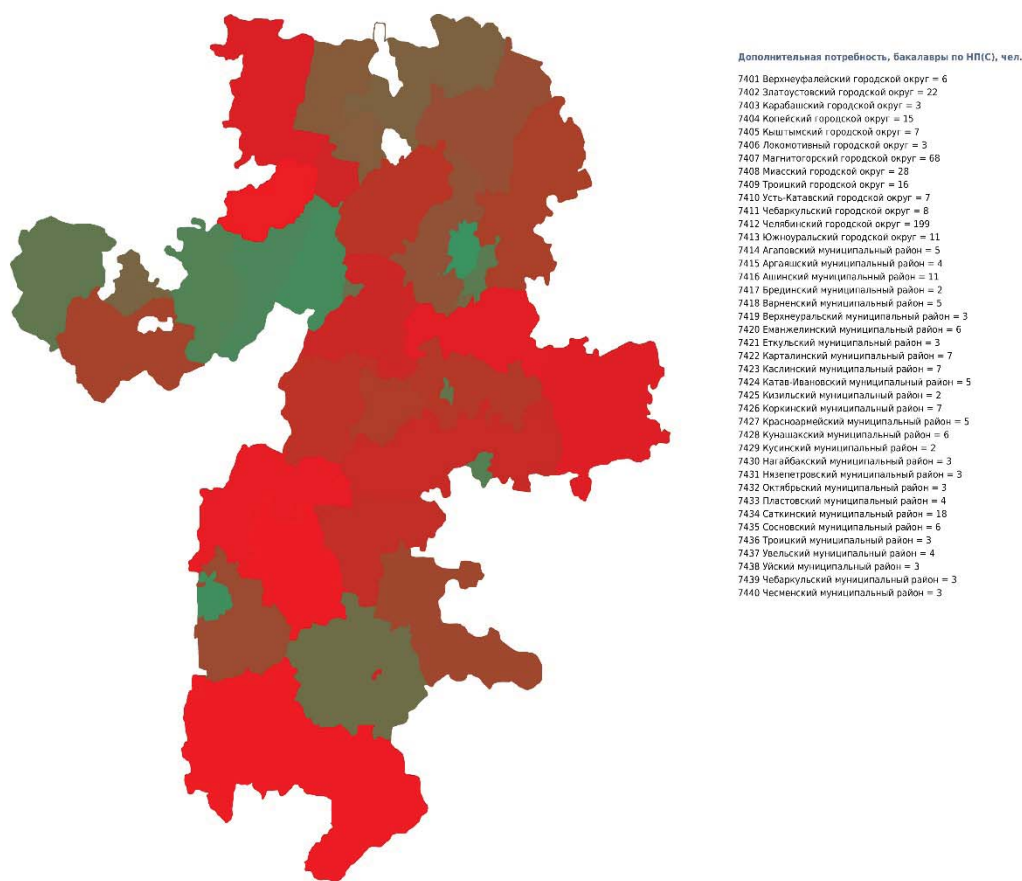 Дополнительная потребность, бакалавры по НП(С), чел.
7401 Верхнеуфалейский городской округ = 6
7402 Златоустовский городской округ = 22
7403 Карабашский городской округ = 3
7404 Копейский городской округ = 15
7405 Кыштымский городской округ = 7
7406 Локомотивный городской округ = 3
7407 Магнитогорский городской округ = 68
7408 Миасский городской округ = 28
7409 Троицкий городской округ = 16
7410 Усть-Катавский городской округ = 7
7411 Чебаркульский городской округ = 8
7412 Челябинский городской округ = 199
7413 Южноуральский городской округ = 11
7414 Агаповский муниципальный район = 5
7415 Аргаяшский муниципальный район = 4
7416 Ашинский муниципальный район = 11
7417 Брединский муниципальный район = 2
7418 Варненский муниципальный район = 5
7419 Верхнеуральский муниципальный район = 3
7420 Еманжелинский муниципальный район = 6
7421 Еткульский муниципальный район = 3
7422 Карталинский муниципальный район = 7
7423 Каслинский муниципальный район = 7
7424 Катав-Ивановский муниципальный район = 5
7425 Кизильский муниципальный район = 2
7426 Коркинский муниципальный район = 7
7427 Красноармейский муниципальный район = 5
7428 Кунашакский муниципальный район = 6
7429 Кусинский муниципальный район = 2
7430 Нагайбакский муниципальный район = 3
7431 Нязепетровский муниципальный район = 3
7432 Октябрьский муниципальный район = 3
7433 Пластовский муниципальный район = 4
7434 Саткинский муниципальный район = 18
7435 Сосновский муниципальный район = 6
7436 Троицкий муниципальный район = 3
7437 Увельский муниципальный район = 4
7438 Уйский муниципальный район = 3
7439 Чебаркульский муниципальный район = 3
7440 Чесменский муниципальный район = 3